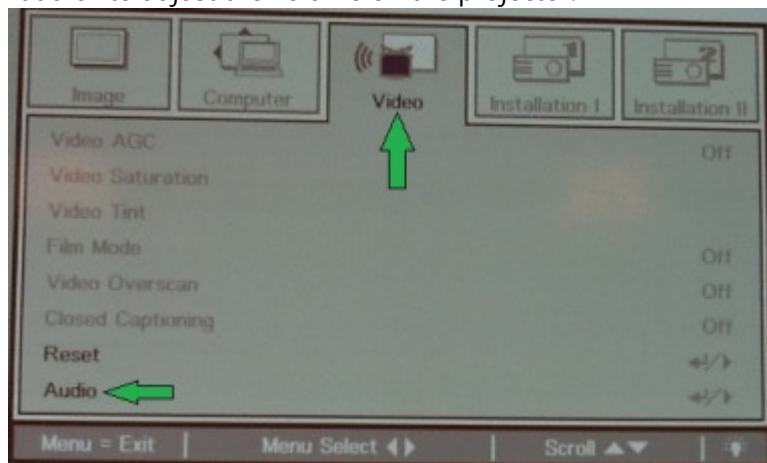 Image Computer Video Installation I Installation II
Video AGC Off
Video Saturation
Video Tint
Film Mode Off
Video Overscan Off
Closed Captioning Off
Reset
Audio
Menu = Exit Menu Select Scroll